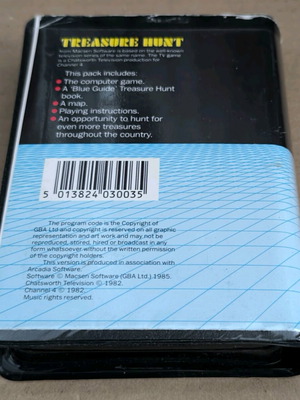 TREASURE HUNT
from Macsen Software is based on the well-known
Television series of the same name. The TV game
is a Chatsworth Television production for
Channel 4.
This pack includes:
The computer game.
A 'Blue Guide' Treasure Hunt
book.
A map.
Playing instructions.
An opportunity to hunt for
even more treasures
throughout the country.
5 013824 030035
The program code is the Copyright of
GBA Ltd and copyright is reserved on all graphic
representation and art work and may not be
reproduced, stored, hired or broadcast in any
form whatsoever without the written permission
of the copyright holders.
This version is produced in association with
Arcadia Software.
Software © Macsen Software (GBA Ltd.) 1985.
Chatsworth Television © 1982.
Channel 4 © 1982.
Music rights reserved.